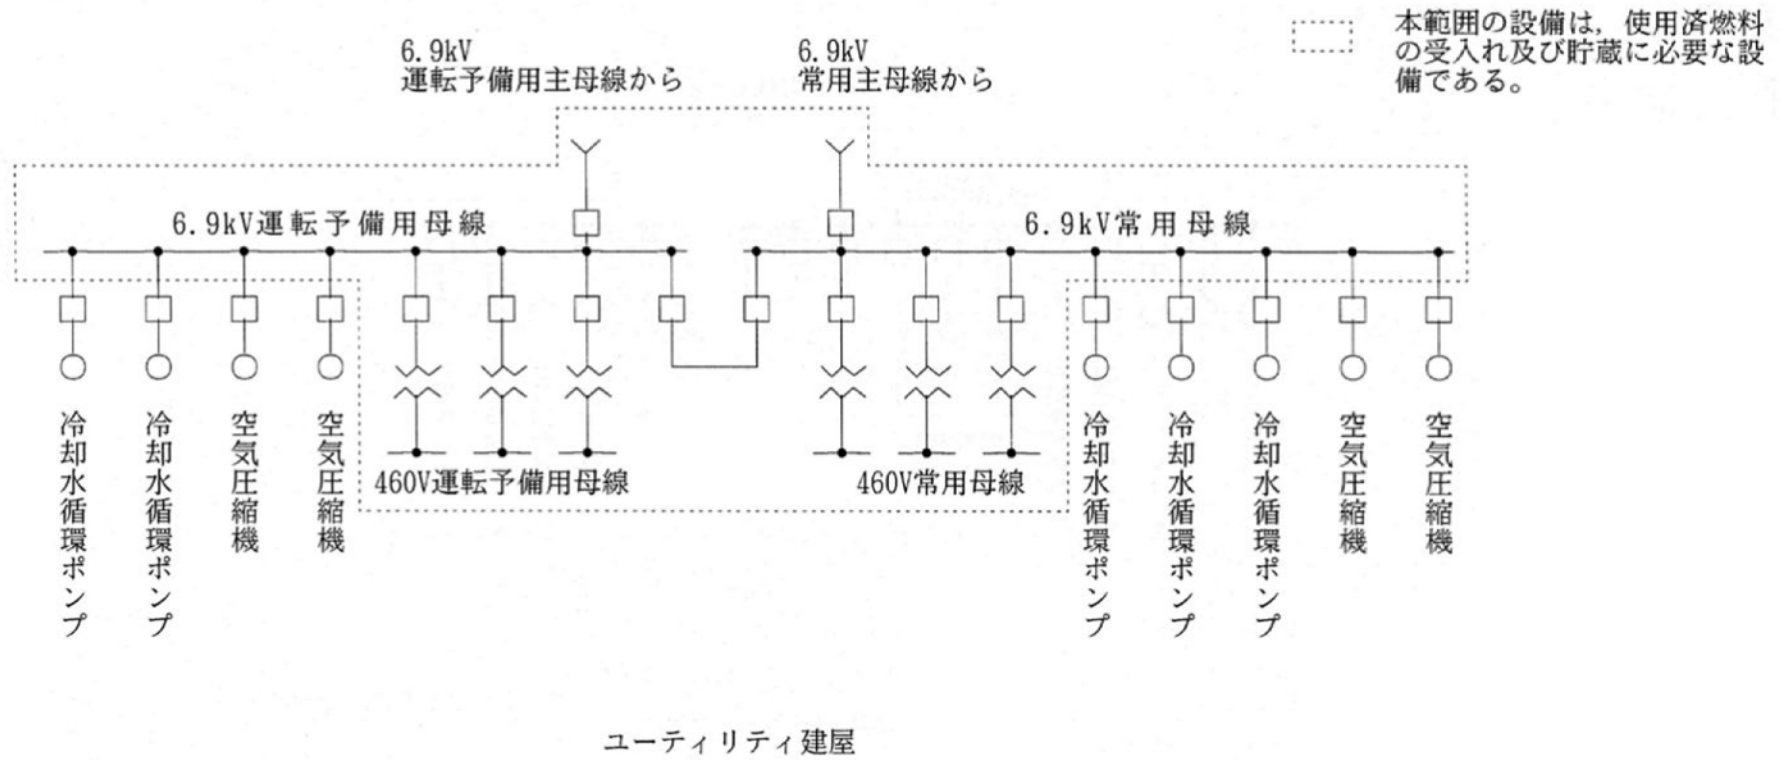 6.9kV
運転予備用主母線から
6.9kV
常用主母線から
本範囲の設備は，使用済燃料
の受入れ及び貯蔵に必要な設
備である。
6.9kV運転予備用母線
6.9kV常用母線
冷却水循環ポンプ
冷却水循環ポンプ
空気圧縮機
空気圧縮機
460V運転予備用母線
460V常用母線
冷却水循環ポンプ
冷却水循環ポンプ
冷却水循環ポンプ
空気圧縮機
空気圧縮機
ユーティリティ建屋